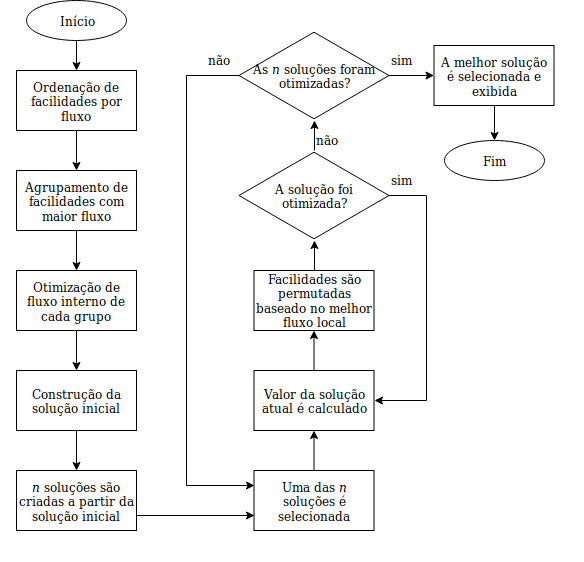 Início
Ordenação de
facilidades por
fluxo
Agrupamento de
facilidades com
maior fluxo
Otimização de
fluxo interno de
cada grupo
Construção da
solução inicial
n soluções são
criadas a partir da
solução inicial
Uma das n
soluções é
selecionada
Valor da solução
atual é calculado
Facilidades são
permutadas
baseado no melhor
fluxo local
A solução foi
otimizada?
sim
não
As n soluções foram
otimizadas?
não
sim
A melhor solução
é selecionada e
exibida
Fim